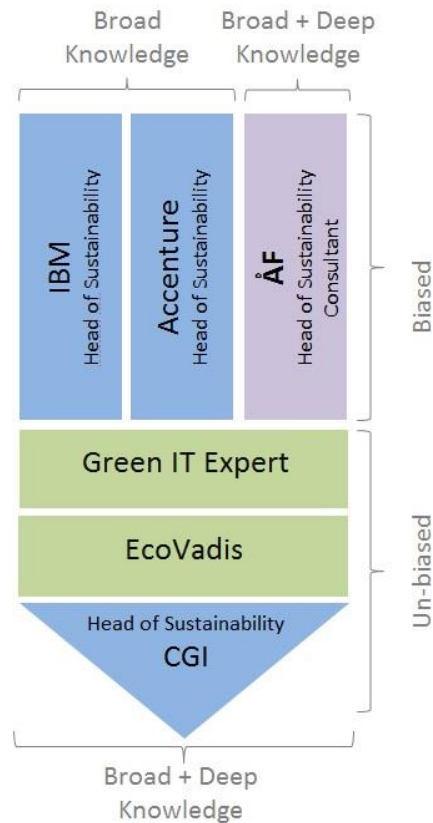 Broad
Knowledge
Broad + Deep
Knowledge
IBM
Head of Sustainability
Accenture
Head of Sustainability
ÅF
Head of Sustainability
Consultant
Biased
Green IT Expert
EcoVadis
Head of Sustainability
CGI
Un-biased
Broad + Deep
Knowledge